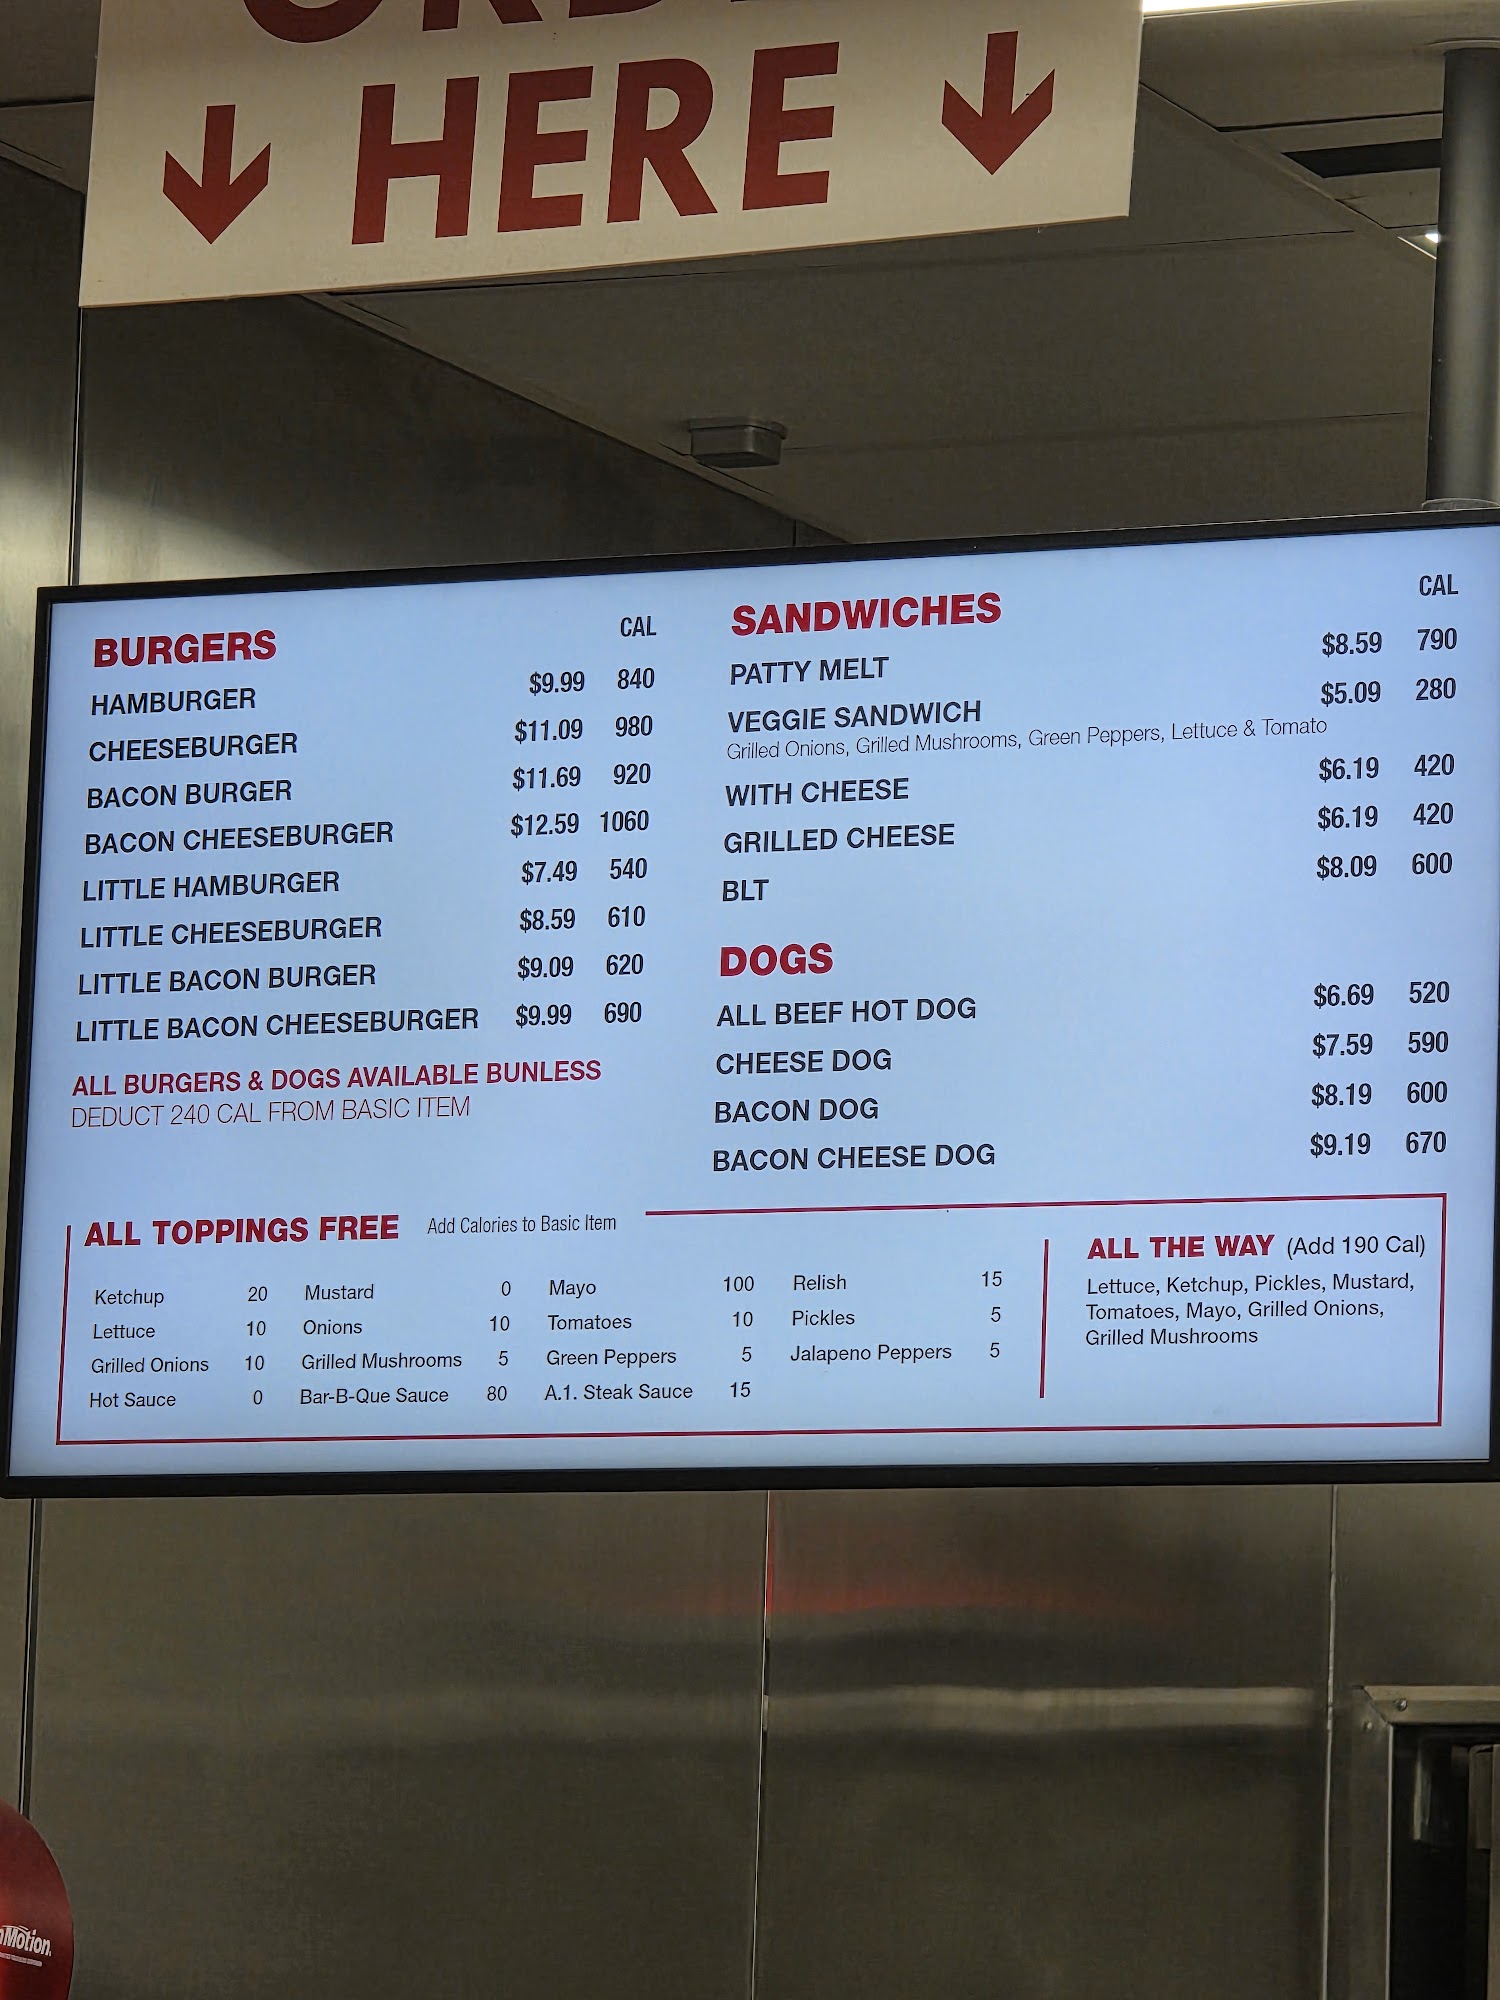 HERE
BURGERS CAL
HAMBURGER $9.99 840
CHEESEBURGER $11.09 980
BACON BURGER $11.69 920
BACON CHEESEBURGER $12.59 1060
LITTLE HAMBURGER $7.49 540
LITTLE CHEESEBURGER $8.59 610
LITTLE BACON BURGER $9.09 620
LITTLE BACON CHEESEBURGER $9.99 690
ALL BURGERS & DOGS AVAILABLE BUNLESS
DEDUCT 240 CAL FROM BASIC ITEM
SANDWICHES CAL
PATTY MELT $8.59 790
VEGGIE SANDWICH $5.09 280
Grilled Onions, Grilled Mushrooms, Green Peppers, Lettuce & Tomato
WITH CHEESE $6.19 420
GRILLED CHEESE $6.19 420
BLT $8.09 600
DOGS
ALL BEEF HOT DOG $6.69 520
CHEESE DOG $7.59 590
BACON DOG $8.19 600
BACON CHEESE DOG $9.19 670
ALL TOPPINGS FREE Add Calories to Basic Item
Ketchup 20 Mustard 0 Mayo 100 Relish 15
Lettuce 10 Onions 10 Tomatoes 10 Pickles 5
Grilled Onions 10 Grilled Mushrooms 5 Green Peppers 5 Jalapeno Peppers 5
Hot Sauce 0 Bar-B-Que Sauce 80 A.1. Steak Sauce 15
ALL THE WAY (Add 190 Cal)
Lettuce, Ketchup, Pickles, Mustard,
Tomatoes, Mayo, Grilled Onions,
Grilled Mushrooms